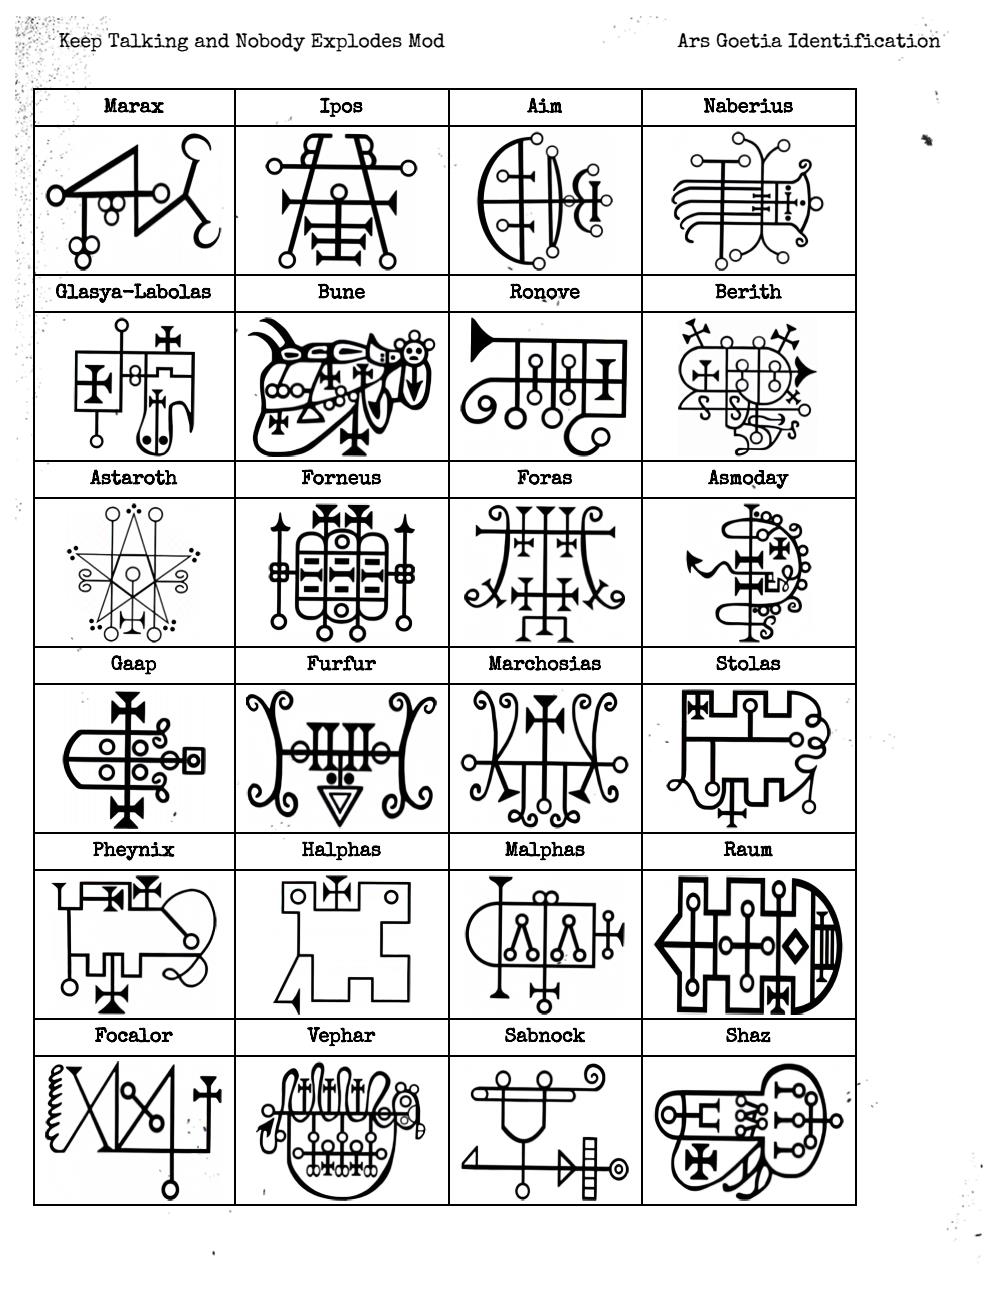 Keep Talking and Nobody Explodes Mod Ars Goetia Identification
Marax Ipos Aim Naberius
Glasya-Labolas Bune Ronove Berith
Astaroth Forneus Foras Asmoday
Gaap Furfur Marchosias Stolas
Pheynix Halphas Malphas Raum
Focalor Vephar Sabnock Shaz